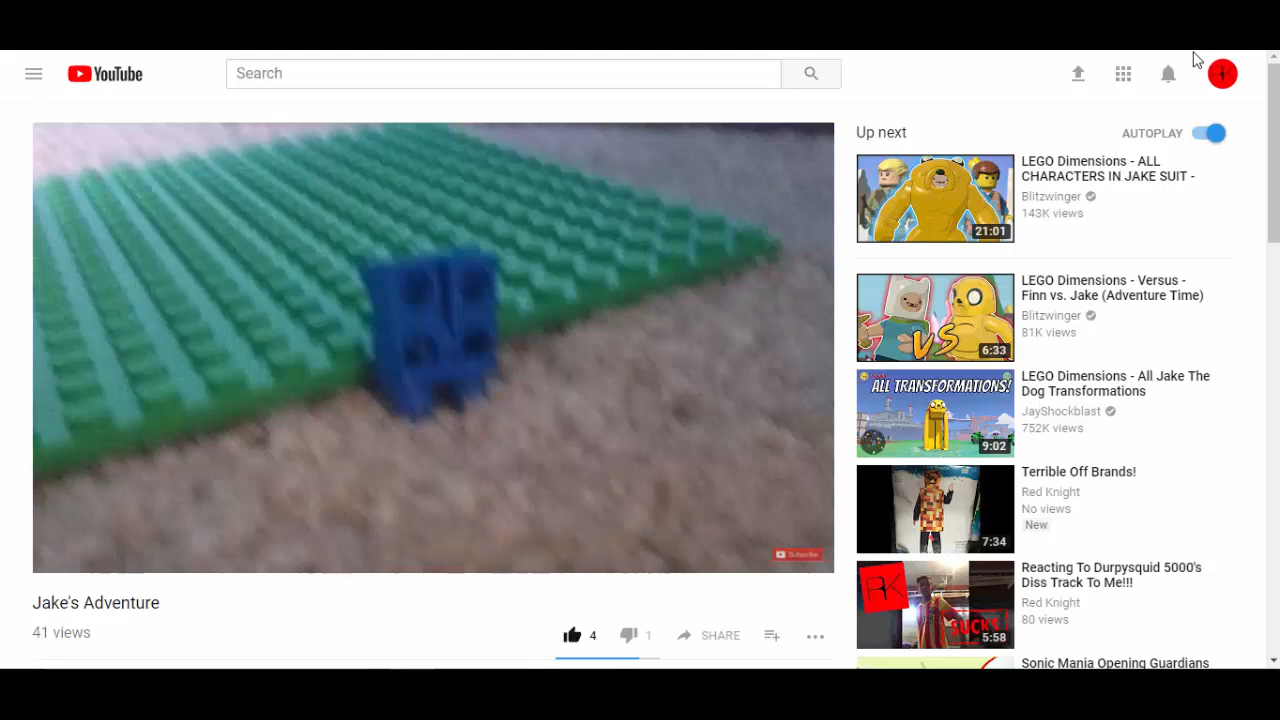 YouTube
Search
Up next
AUTOPLAY
LEGO Dimensions - ALL
CHARACTERS IN JAKE SUIT -
Blitzwinger
143K views
21:01
LEGO Dimensions - Versus -
Finn vs. Jake (Adventure Time)
Blitzwinger
81K views
VS
6:33
ALL TRANSFORMATIONS!
LEGO Dimensions - All Jake The
Dog Transformations
JayShockblast
752K views
9:02
Terrible Off Brands!
Red Knight
No views
New
7:34
RK
Reacting To Durpysquid 5000's
Diss Track To Me!!!
Red Knight
80 views
SUCKS!
5:58
Sonic Mania Opening Guardians
Subscribe
Jake's Adventure
41 views
4
1
SHARE